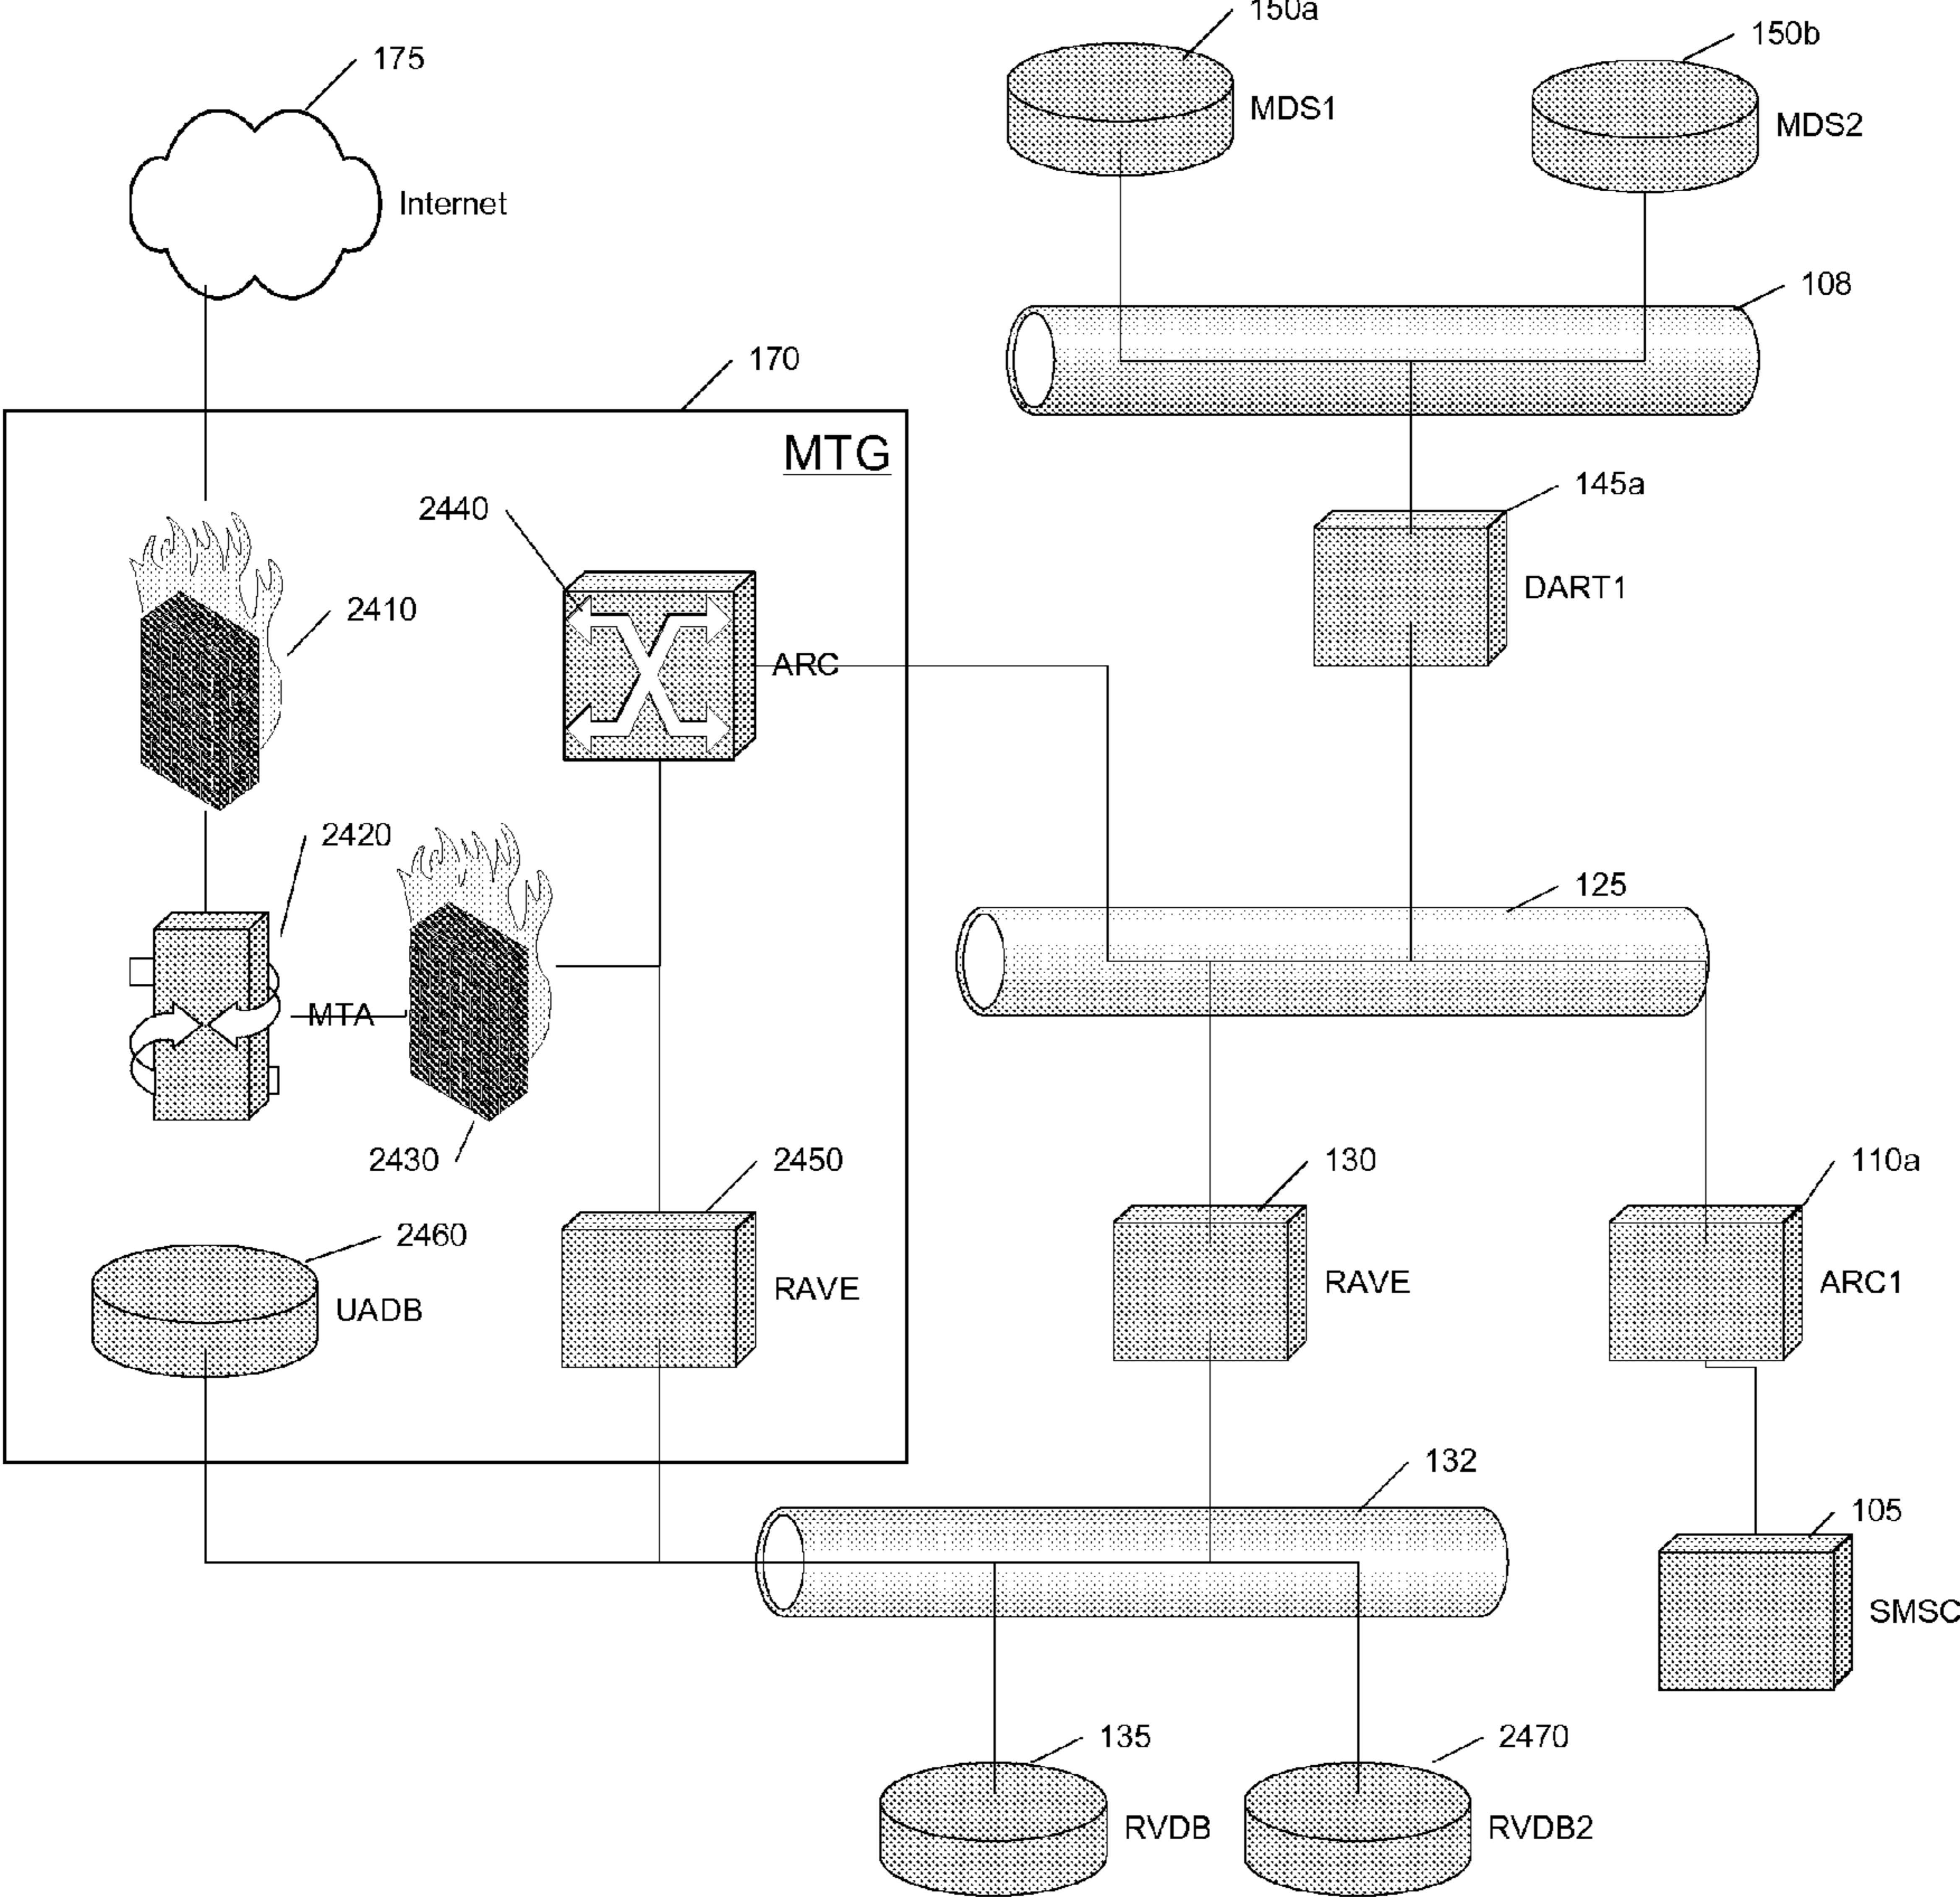 150a
150b
175
MDS1
MDS2
Internet
108
170
MTG
2440
145a
DART1
2410
ARC
2420
125
MTA
2430
2450
130
110a
2460
RAVE
RAVE
ARC1
UADB
132
105
SMSC
135
2470
RVDB
RVDB2